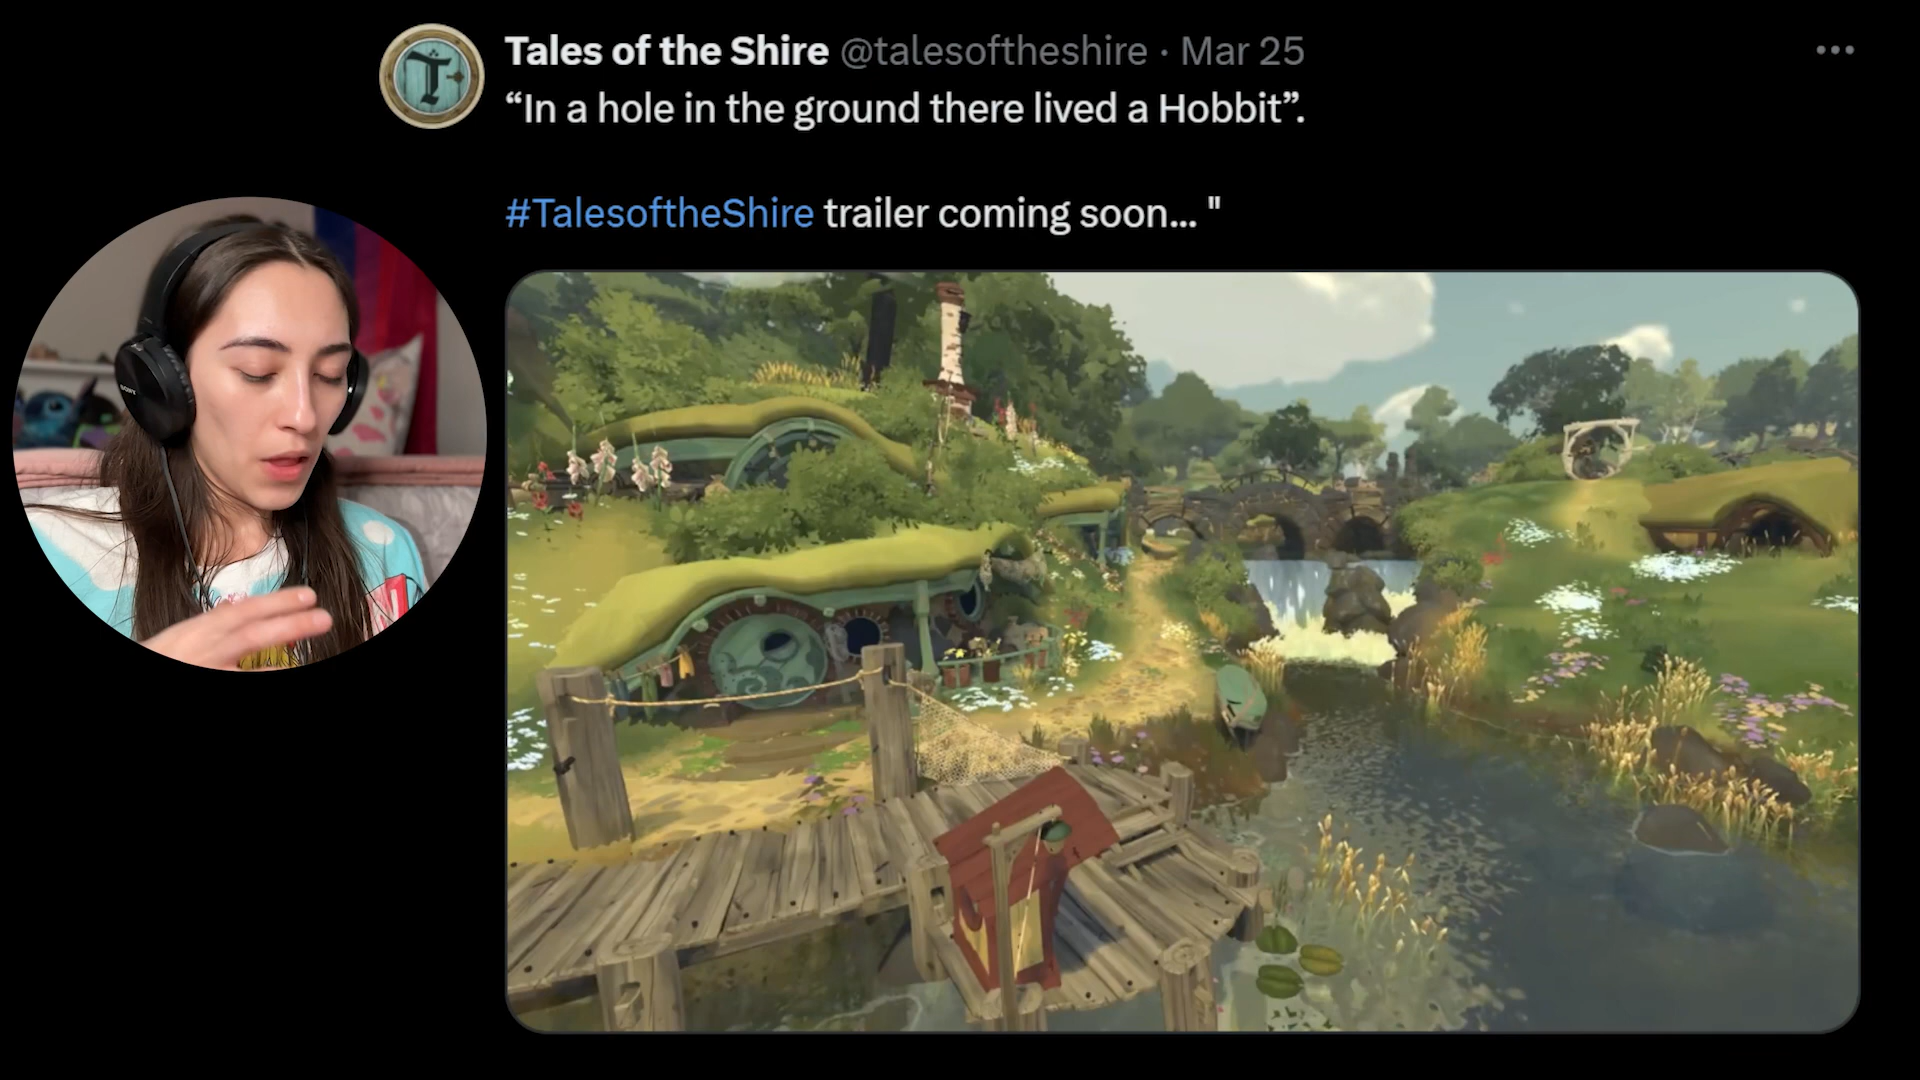 Tales of the Shire @talesoftheshire · Mar 25
“In a hole in the ground there lived a Hobbit”.
#TalesoftheShire trailer coming soon... "
SONY